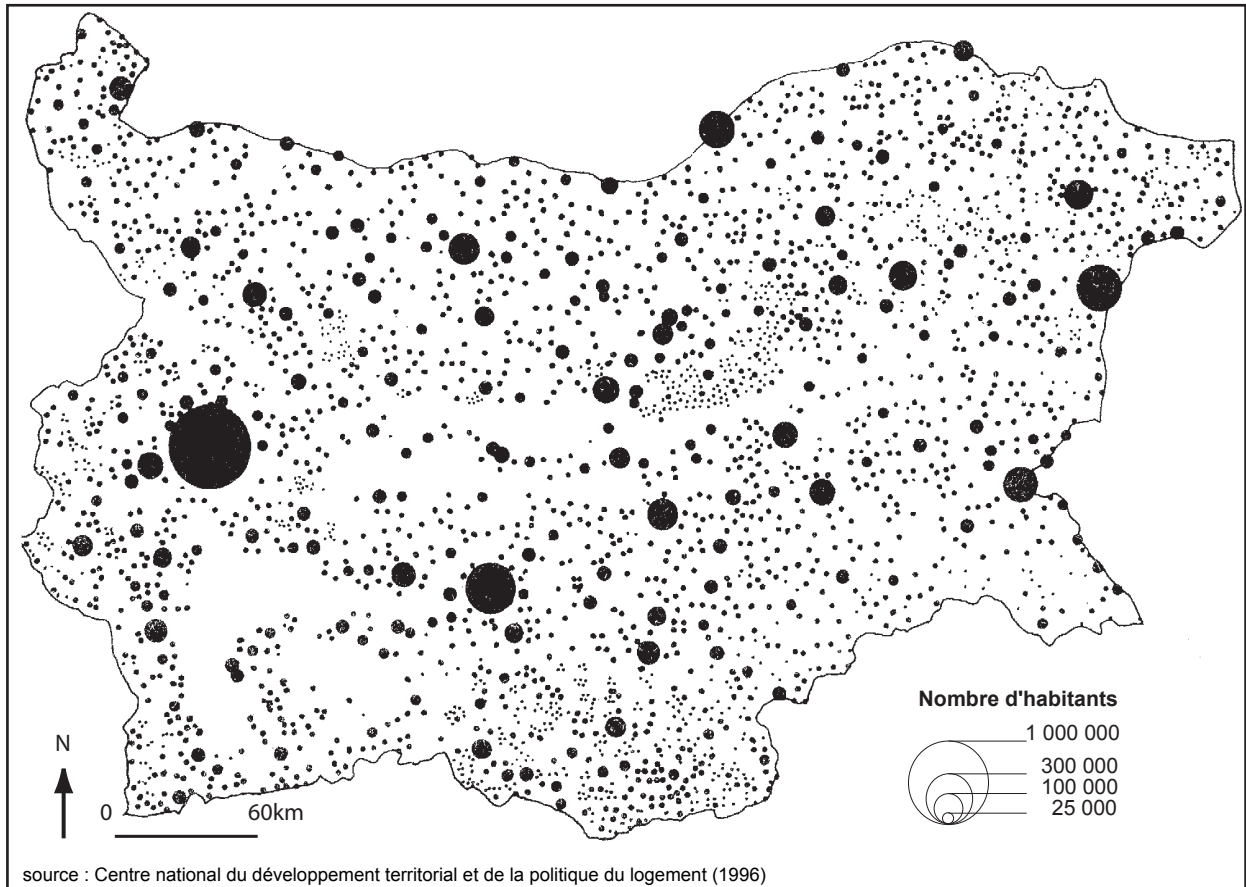 Nombre d'habitants
1 000 000
300 000
100 000
25 000
N
0 60km
source : Centre national du développement territorial et de la politique du logement (1996)